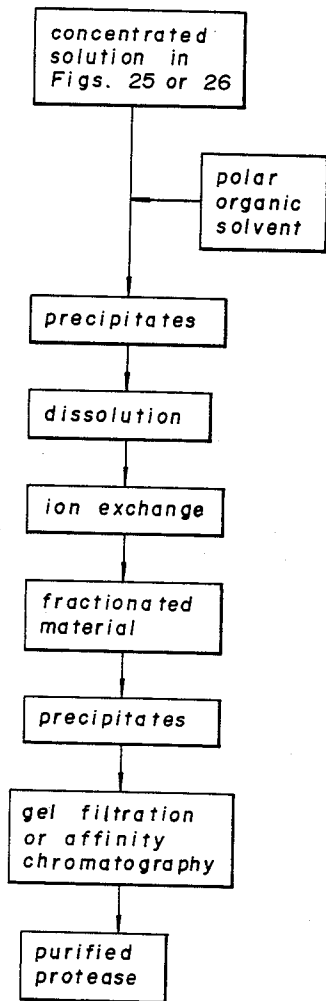 concentrated
solution in
Figs. 25 or 26
polar
organic
solvent
precipitates
dissolution
ion exchange
fractionated
material
precipitates
gel filtration
or affinity
chromatography
purified
protease